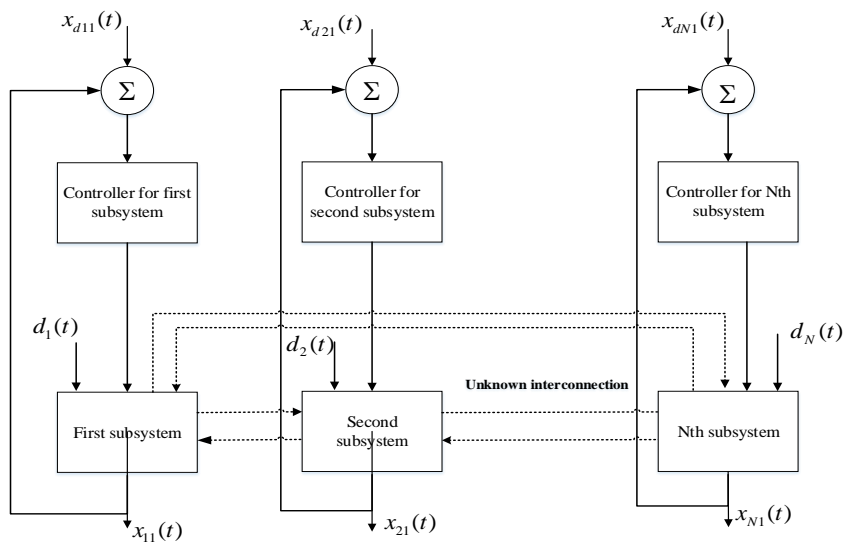 x_{d11}(t)
x_{d21}(t)
x_{dN1}(t)
Σ
Σ
Σ
Controller for first
subsystem
Controller for
second subsystem
Controller for Nth
subsystem
d_1(t)
d_2(t)
d_N(t)
Unknown interconnection
First subsystem
Second
subsystem
Nth subsystem
x_{11}(t)
x_{21}(t)
x_{N1}(t)